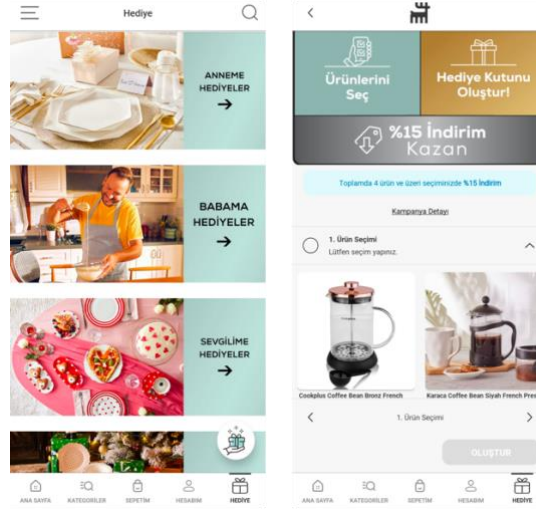 Hediye
ANNEME
HEDİYELER
BABAMA
HEDİYELER
SEVGİLİME
HEDİYELER
ANA SAYFA
KATEGORİLER
SEPETİM
HESABIM
HEDİYE
Ürünlerini
Seç
Hediye Kutunu
Oluştur!
%15 İndirim
Kazan
Toplamda 4 ürün ve üzeri seçiminizde %15 İndirim
Kampanya Detayı
1. Ürün Seçimi
Lütfen seçim yapınız.
Cookplus Coffee Bean Bronz French
Karaca Coffee Bean Siyah French Pres
1. Ürün Seçimi
OLUŞTUR
ANA SAYFA
KATEGORİLER
SEPETİM
HESABIM
HEDİYE